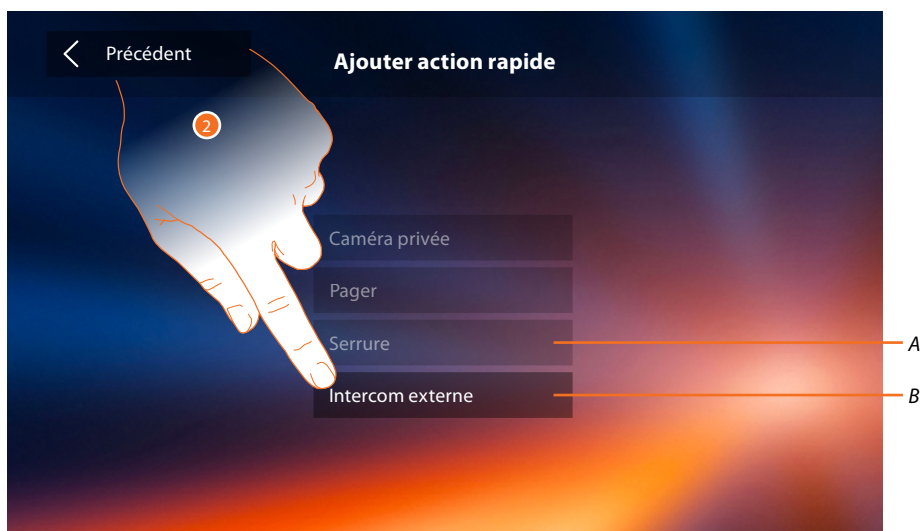 Précédent
Ajouter action rapide
2
Caméra privée
Pager
Serrure
A
Intercom externe
B